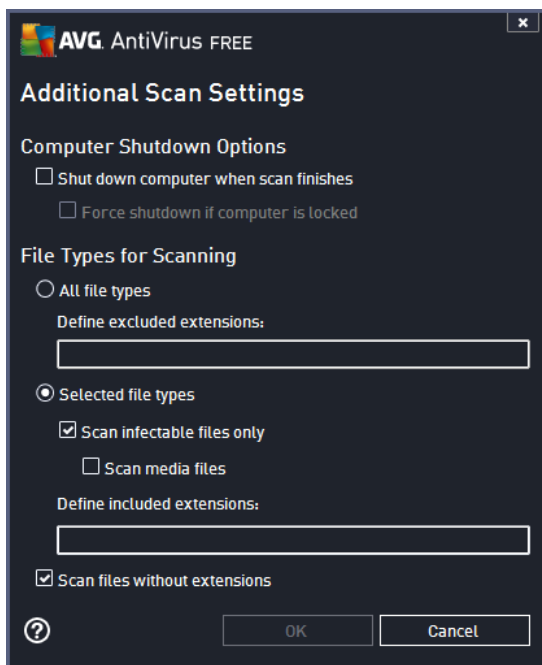 AVG. AntiVirus FREE
Additional Scan Settings
Computer Shutdown Options
Shut down computer when scan finishes
Force shutdown if computer is locked
File Types for Scanning
All file types
Define excluded extensions:
Selected file types
Scan infectable files only
Scan media files
Define included extensions:
Scan files without extensions
OK Cancel